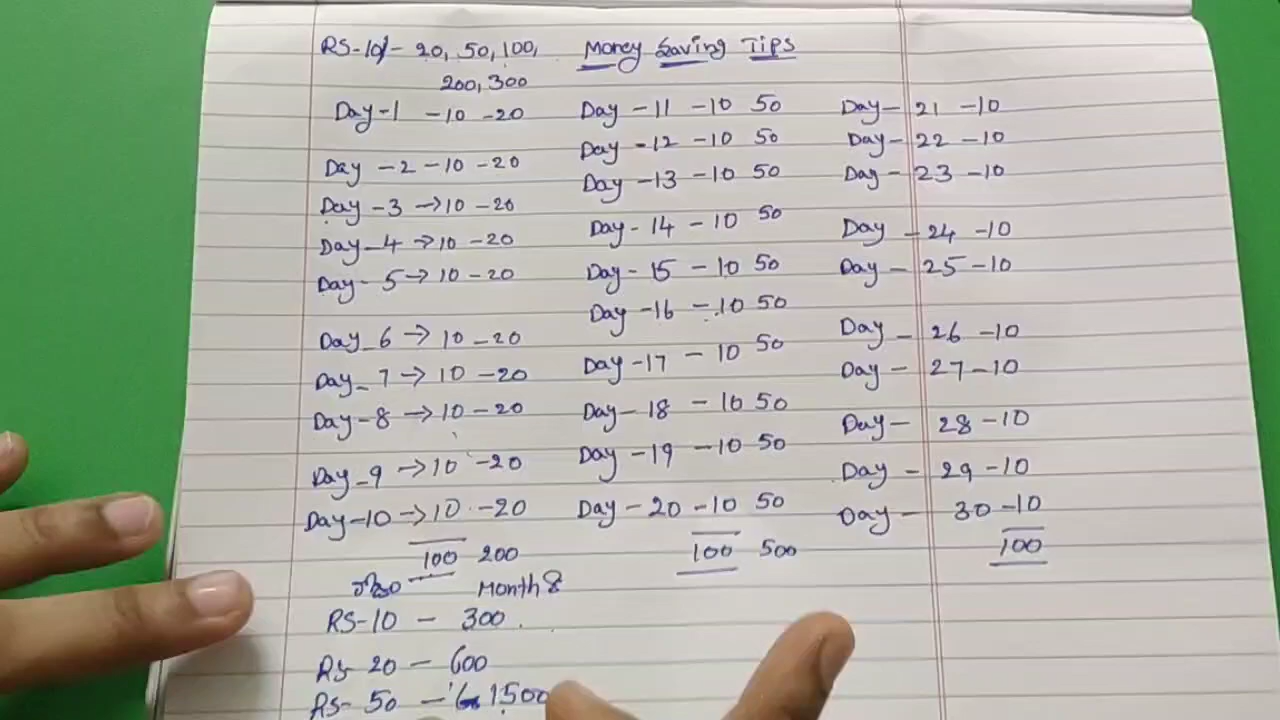 RS-10/- 20, 50, 100,
200, 300
Money Saving Tips
Day-1 -10 -20
Day -2 -10 -20
Day -3 →10 -20
Day-4 →10 -20
Day-5→10 -20
Day-6 →10 -20
Day-7 →10 -20
Day-8 →10 -20
Day-9 →10 -20
Day-10→10 -20
100 200
Day -11 -10 50
Day -12 -10 50
Day -13 -10 50
Day-14 -10 50
Day-15 -10 50
Day -16 -10 50
Day -17 -10 50
Day-18 -10 50
Day -19 -10 50
Day-20 -10 50
100 500
Day-21 -10
Day-22 -10
Day-23 -10
Day -24 -10
Day -25 -10
Day -26 -10
Day -27 -10
Day- 28 -10
Day -29 -10
Day- 30 -10
100
Month
RS-10 - 300
RS-20 - 600
RS-50 - 1500